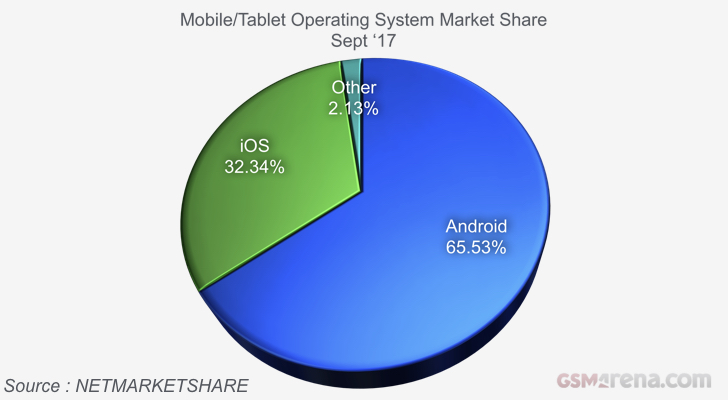 Mobile/Tablet Operating System Market Share
Sept ‘17
Other
2.13%
iOS
32.34%
Android
65.53%
Source : NETMARKETSHARE
GSMarena.com